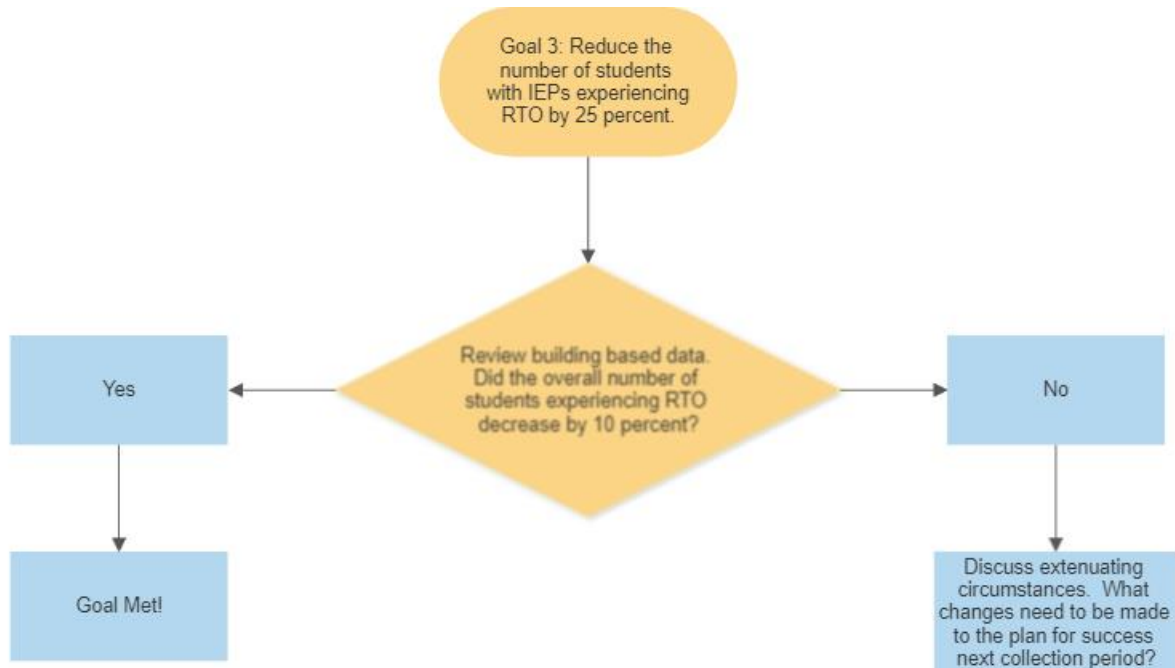 Goal 3: Reduce the
number of students
with IEPs experiencing
RTO by 25 percent.
Review building based data.
Did the overall number of
students experiencing RTO
decrease by 10 percent?
Yes
No
Goal Met!
Discuss extenuating
circumstances. What
changes need to be made
to the plan for success
next collection period?